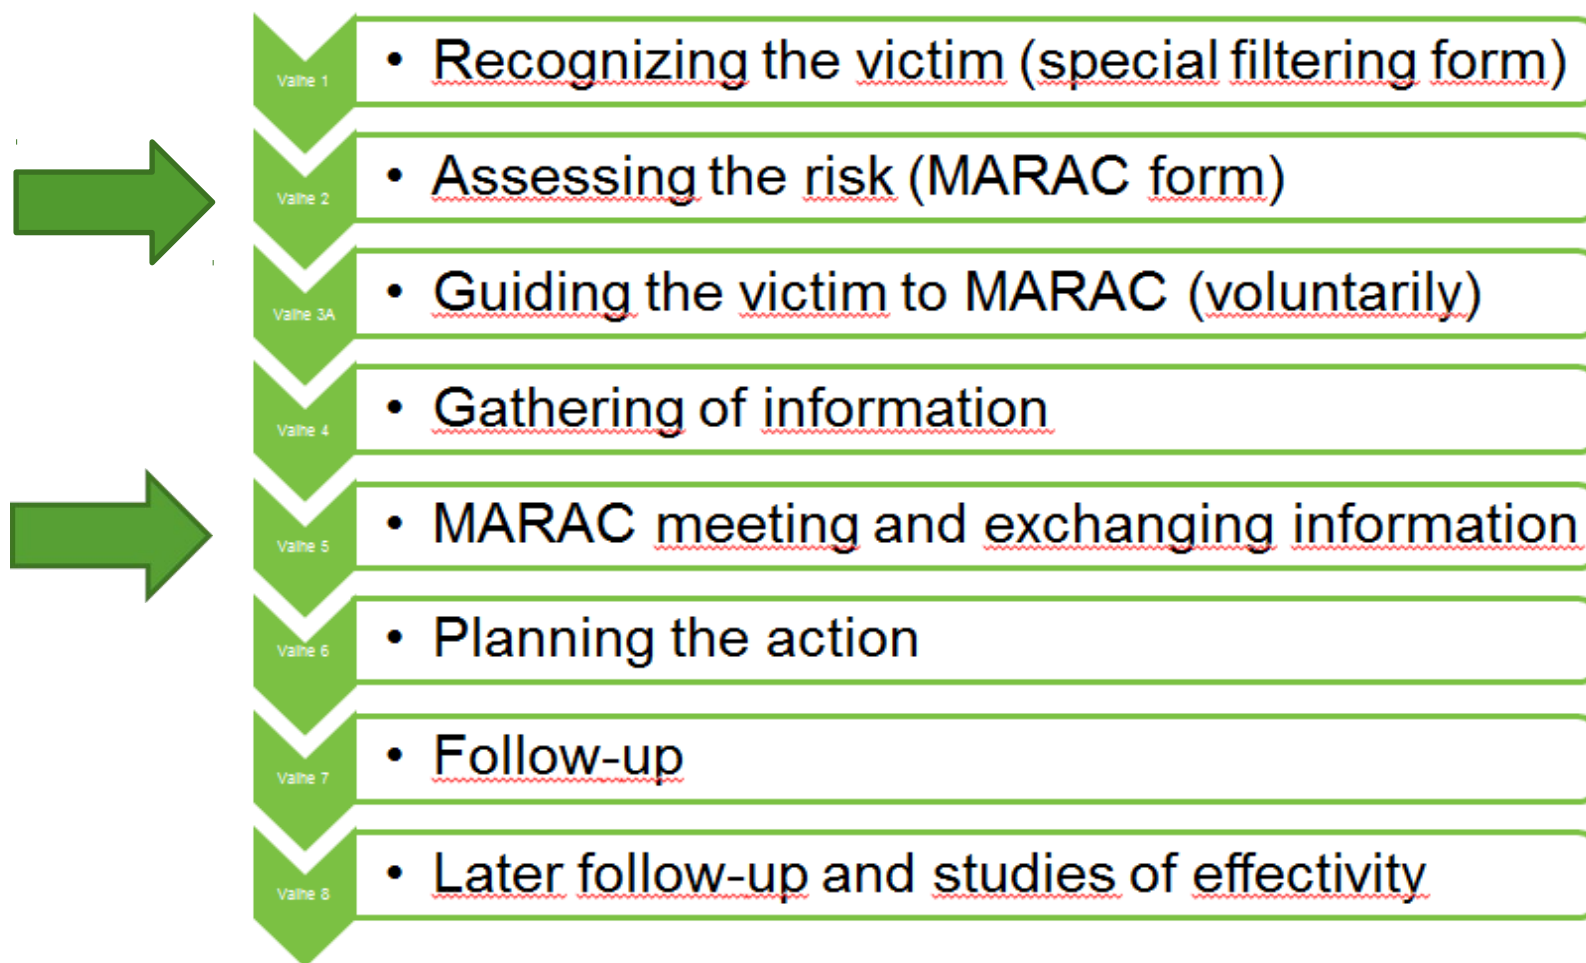 Vaihe 1
• Recognizing the victim (special filtering form)
Vaihe 2
• Assessing the risk (MARAC form)
Vaihe 3A
• Guiding the victim to MARAC (voluntarily)
Vaihe 4
• Gathering of information
Vaihe 5
• MARAC meeting and exchanging information
Vaihe 6
• Planning the action
Vaihe 7
• Follow-up
Vaihe 8
• Later follow-up and studies of effectivity